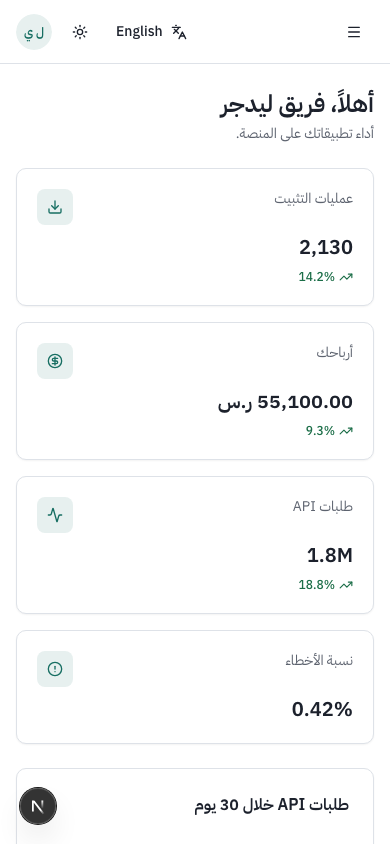 ل ي
English
أهلاً، فريق ليدجر
أداء تطبيقاتك على المنصة.
عمليات التثبيت
2,130
14.2%
أرباحك
55,100.00 ر.س
9.3%
طلبات API
1.8M
18.8%
نسبة الأخطاء
0.42%
طلبات API خلال 30 يوم
N